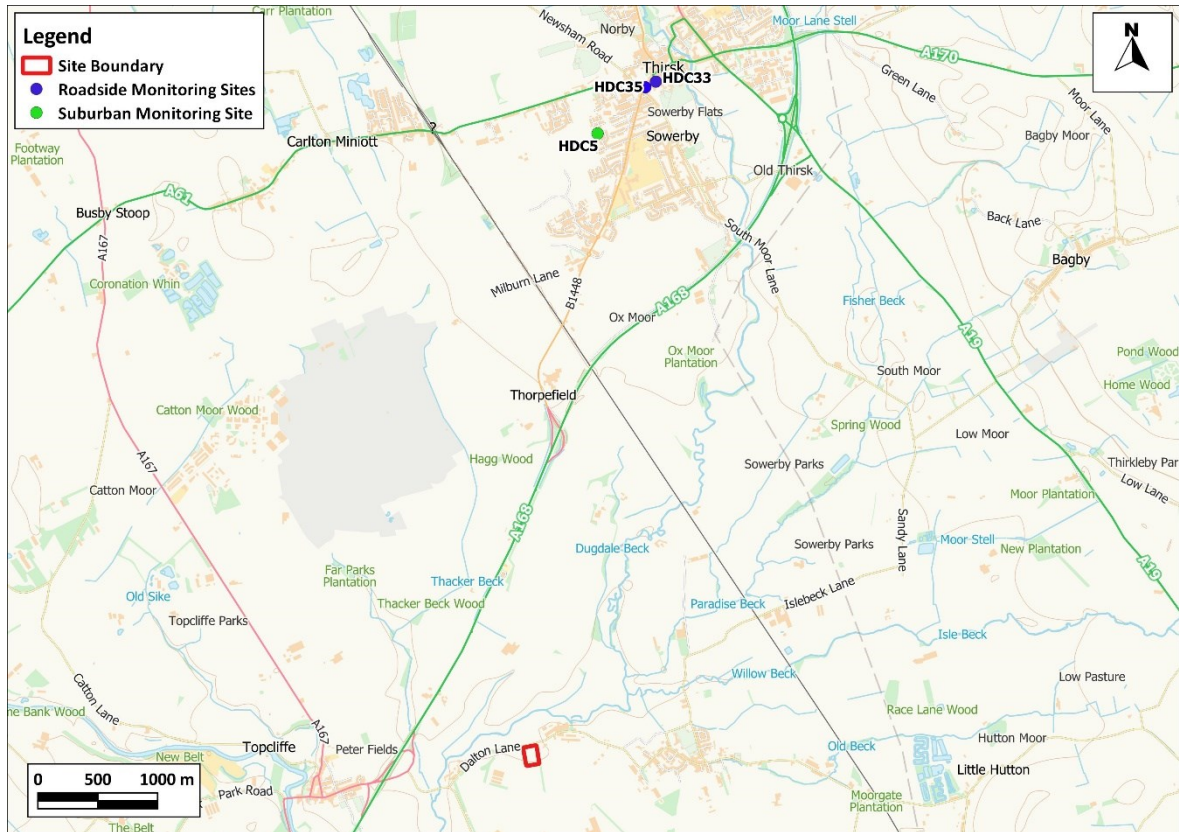 Carr Plantation
Newsham Road
Norby
Moor Lane Stell
N
Legend
Site Boundary
Roadside Monitoring Sites
Suburban Monitoring Site
Thirsk
HDC33
HDC35
A170
Green Lane
Moor Lane
Sowerby Flats
Bagby Moor
Footway
Plantation
Carlton Miniott
HDC5
Sowerby
Old Thirsk
A61
Busby Stoop
Back Lane
A167
South Moor Lane
Bagby
Coronation Whin
Milburn Lane
B1448
A168
Fisher Beck
Ox Moor
A19
Ox Moor
Plantation
Pond Wood
South Moor
Home Wood
Thorpefield
Catton Moor Wood
Spring Wood
Low Moor
Hagg Wood
Sowerby Parks
Thirkleby Par
Low Lane
A167
Catton Moor
Moor Plantation
A168
Sandy Lane
Dugdale Beck
Sowerby Parks
Moor Stell
New Plantation
A19
Far Parks
Plantation
Thacker Beck
Old Sike
Thacker Beck Wood
Paradise Beck
Islebeck Lane
Topcliffe Parks
Isle Beck
Willow Beck
Low Pasture
Catton Lane
me Bank Wood
Race Lane Wood
A167
Topcliffe
Peter Fields
Dalton Lane
Old Beck
Hutton Moor
New Belt
Little Hutton
0 500 1000 m
Park Road
Moorgate
Plantation
The Belt